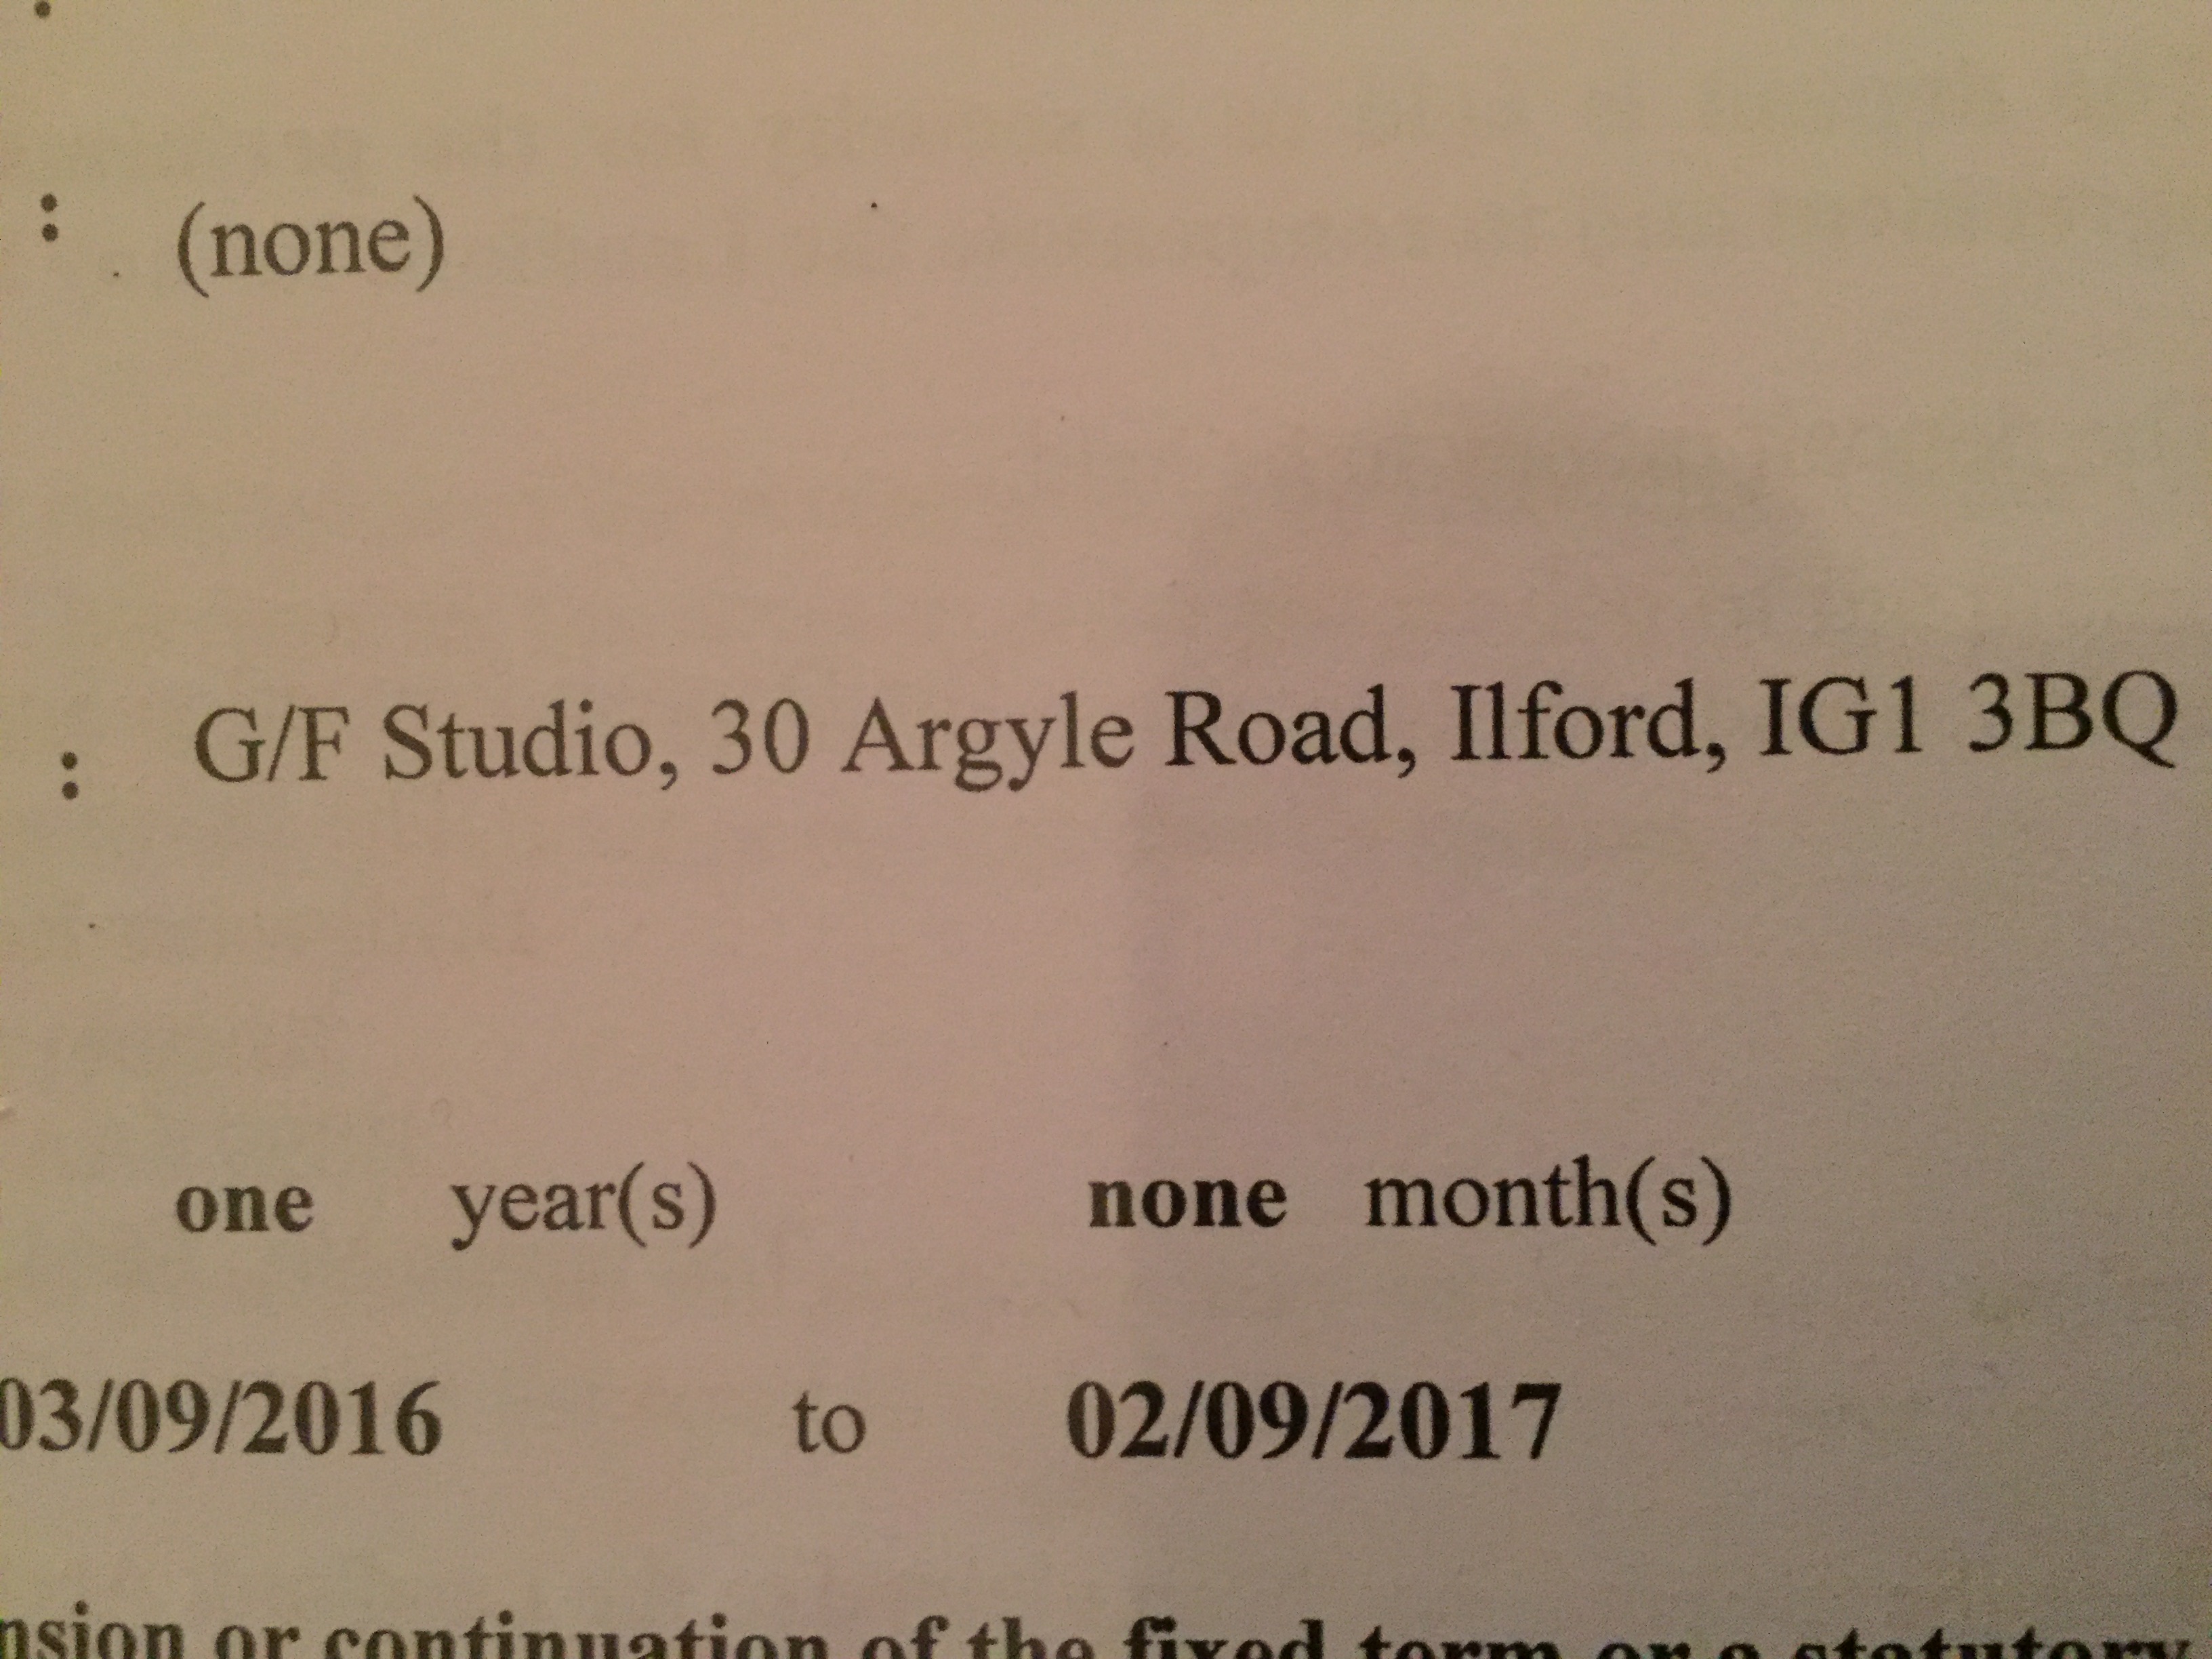 : (none)
: G/F Studio, 30 Argyle Road, Ilford, IG1 3BQ
one year(s) none month(s)
03/09/2016 to 02/09/2017
nsion or continuation of the fixed term or a statutory